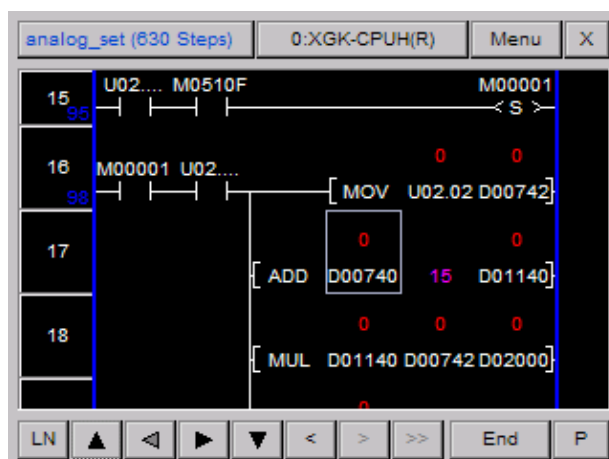 analog_set (630 Steps) 0:XGK-CPUH(R) Menu X
U02.... M0510F M00001
15 95 S
0 0
16 98 M00001 U02.... MOV U02.02 D00742
0 0
17 ADD D00740 15 D01140
0 0 0
18 MUL D01140 D00742 D02000
LN < > >> End P